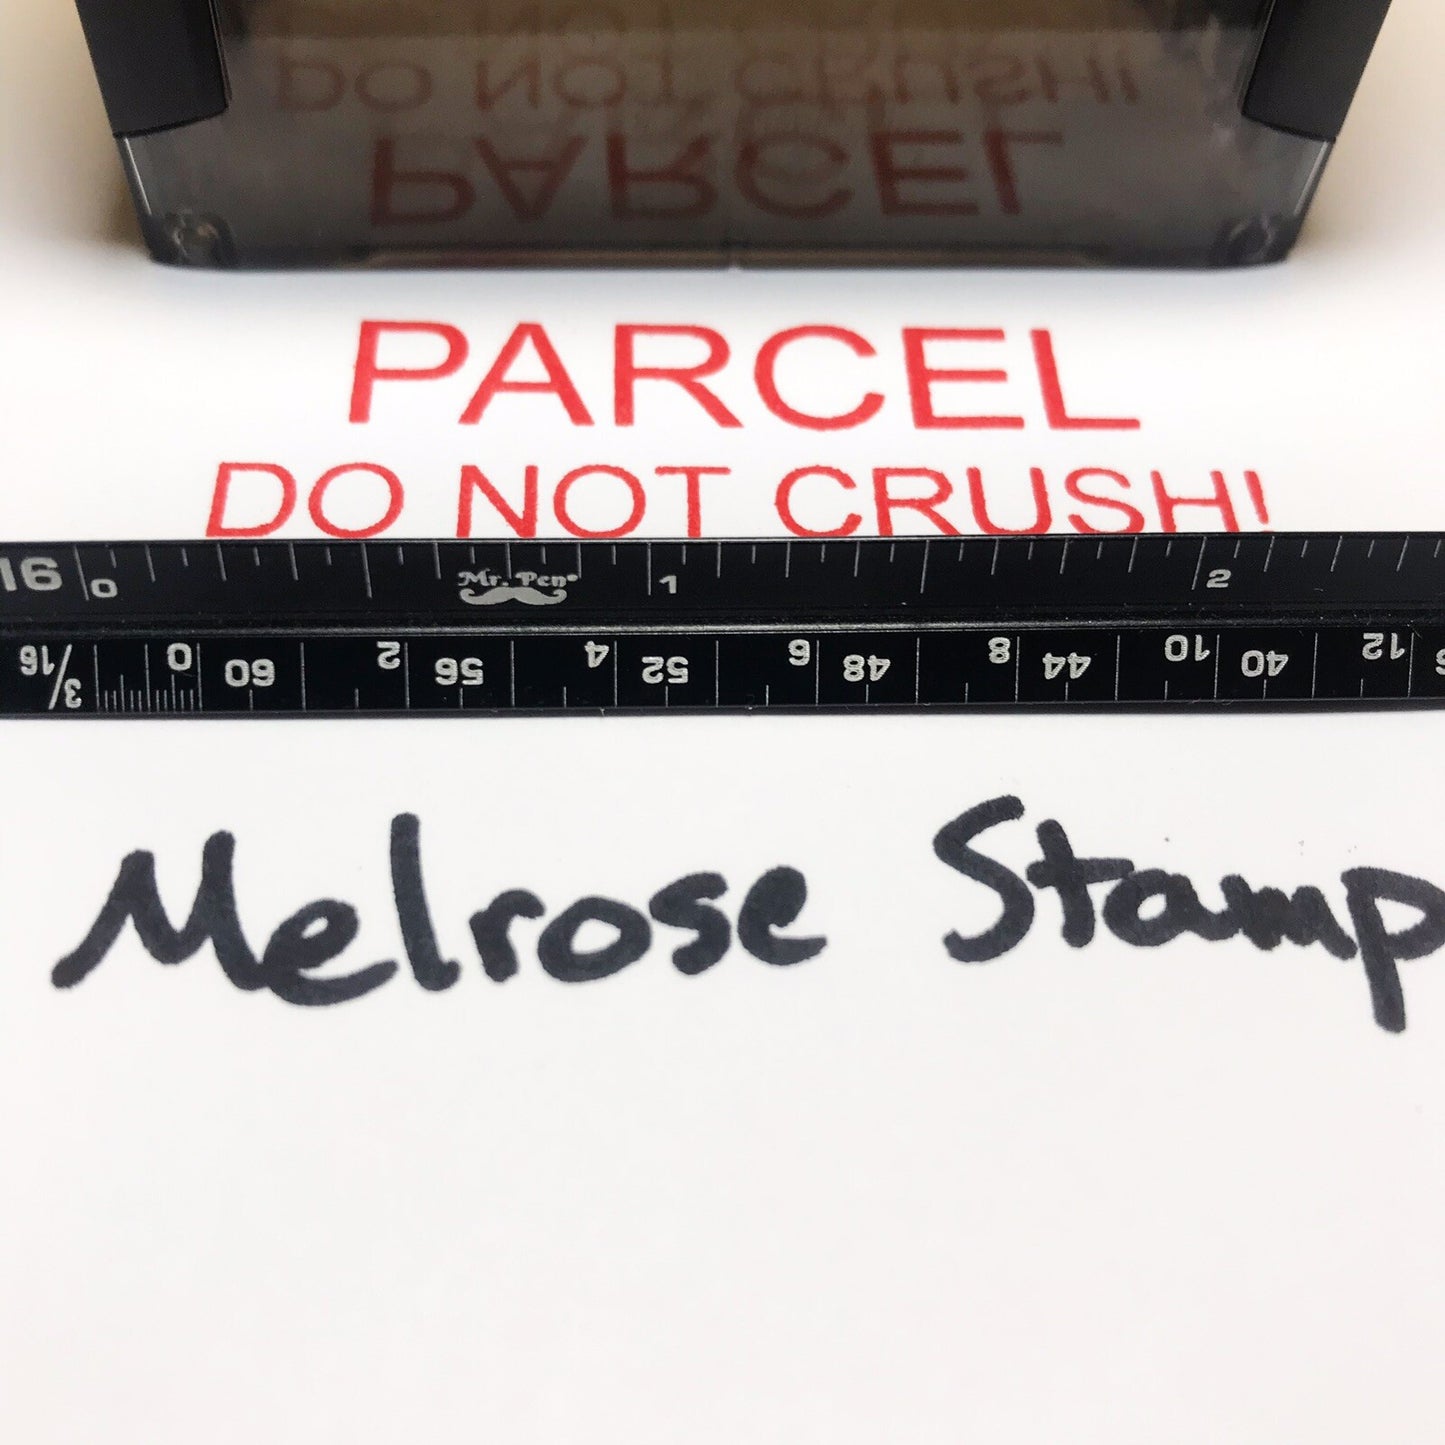 DO NOT CRUSH!
PARCEL
PARCEL
DO NOT CRUSH!
16 0 Mr. Pen® 1 2
3/16 0 60 2 56 4 52 6 48 8 44 10 40 12
Melrose Stamp